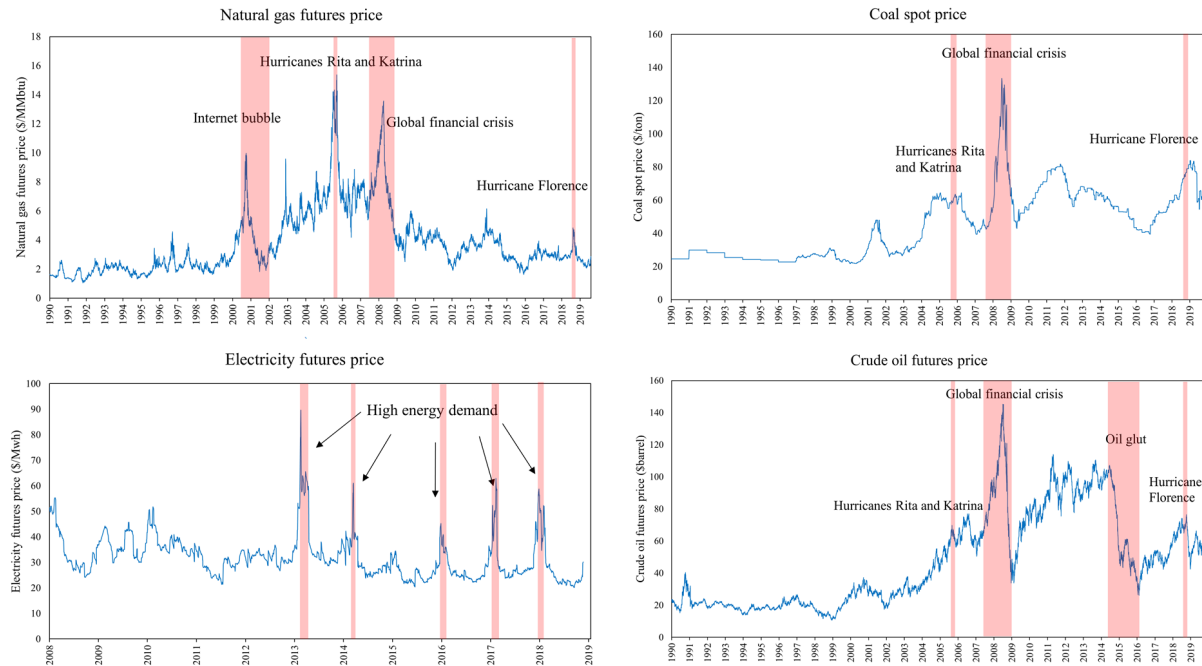 Natural gas futures price
Natural gas futures price ($/MMbtu)
18
16
14
12
10
8
6
4
2
0
Internet bubble
Hurricanes Rita and Katrina
Global financial crisis
Hurricane Florence
1990 1991 1992 1993 1994 1995 1996 1997 1998 1999 2000 2001 2002 2003 2004 2005 2006 2007 2008 2009 2010 2011 2012 2013 2014 2015 2016 2017 2018 2019
Coal spot price
Coal spot price ($/ton)
160
140
120
100
80
60
40
20
0
Global financial crisis
Hurricanes Rita
and Katrina
Hurricane Florence
1990 1991 1992 1993 1994 1995 1996 1997 1998 1999 2000 2001 2002 2003 2004 2005 2006 2007 2008 2009 2010 2011 2012 2013 2014 2015 2016 2017 2018 2019
Electricity futures price
Electricity futures price ($/Mwh)
100
90
80
70
60
50
40
30
20
10
0
High energy demand
2008 2009 2010 2011 2012 2013 2014 2015 2016 2017 2018 2019
Crude oil futures price
Crude oil futures price ($barrel)
160
140
120
100
80
60
40
20
0
Global financial crisis
Oil glut
Hurricanes Rita and Katrina
Hurricane
Florence
1990 1991 1992 1993 1994 1995 1996 1997 1998 1999 2000 2001 2002 2003 2004 2005 2006 2007 2008 2009 2010 2011 2012 2013 2014 2015 2016 2017 2018 2019